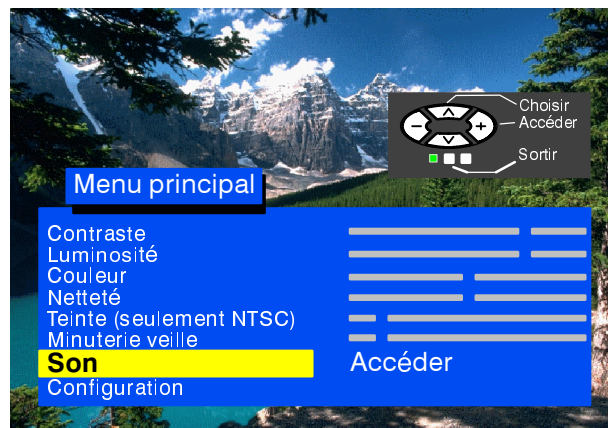 Choisir
Accéder
Sortir
Menu principal
Contraste
Luminosité
Couleur
Netteté
Teinte (seulement NTSC)
Minuterie veille
Son Accéder
Configuration